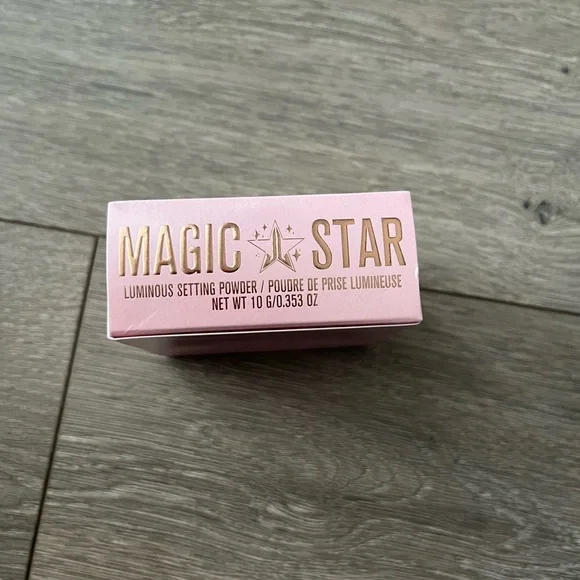 MAGIC STAR
LUMINOUS SETTING POWDER / POUDRE DE PRISE LUMINEUSE
NET WT 10 G/0.353 OZ